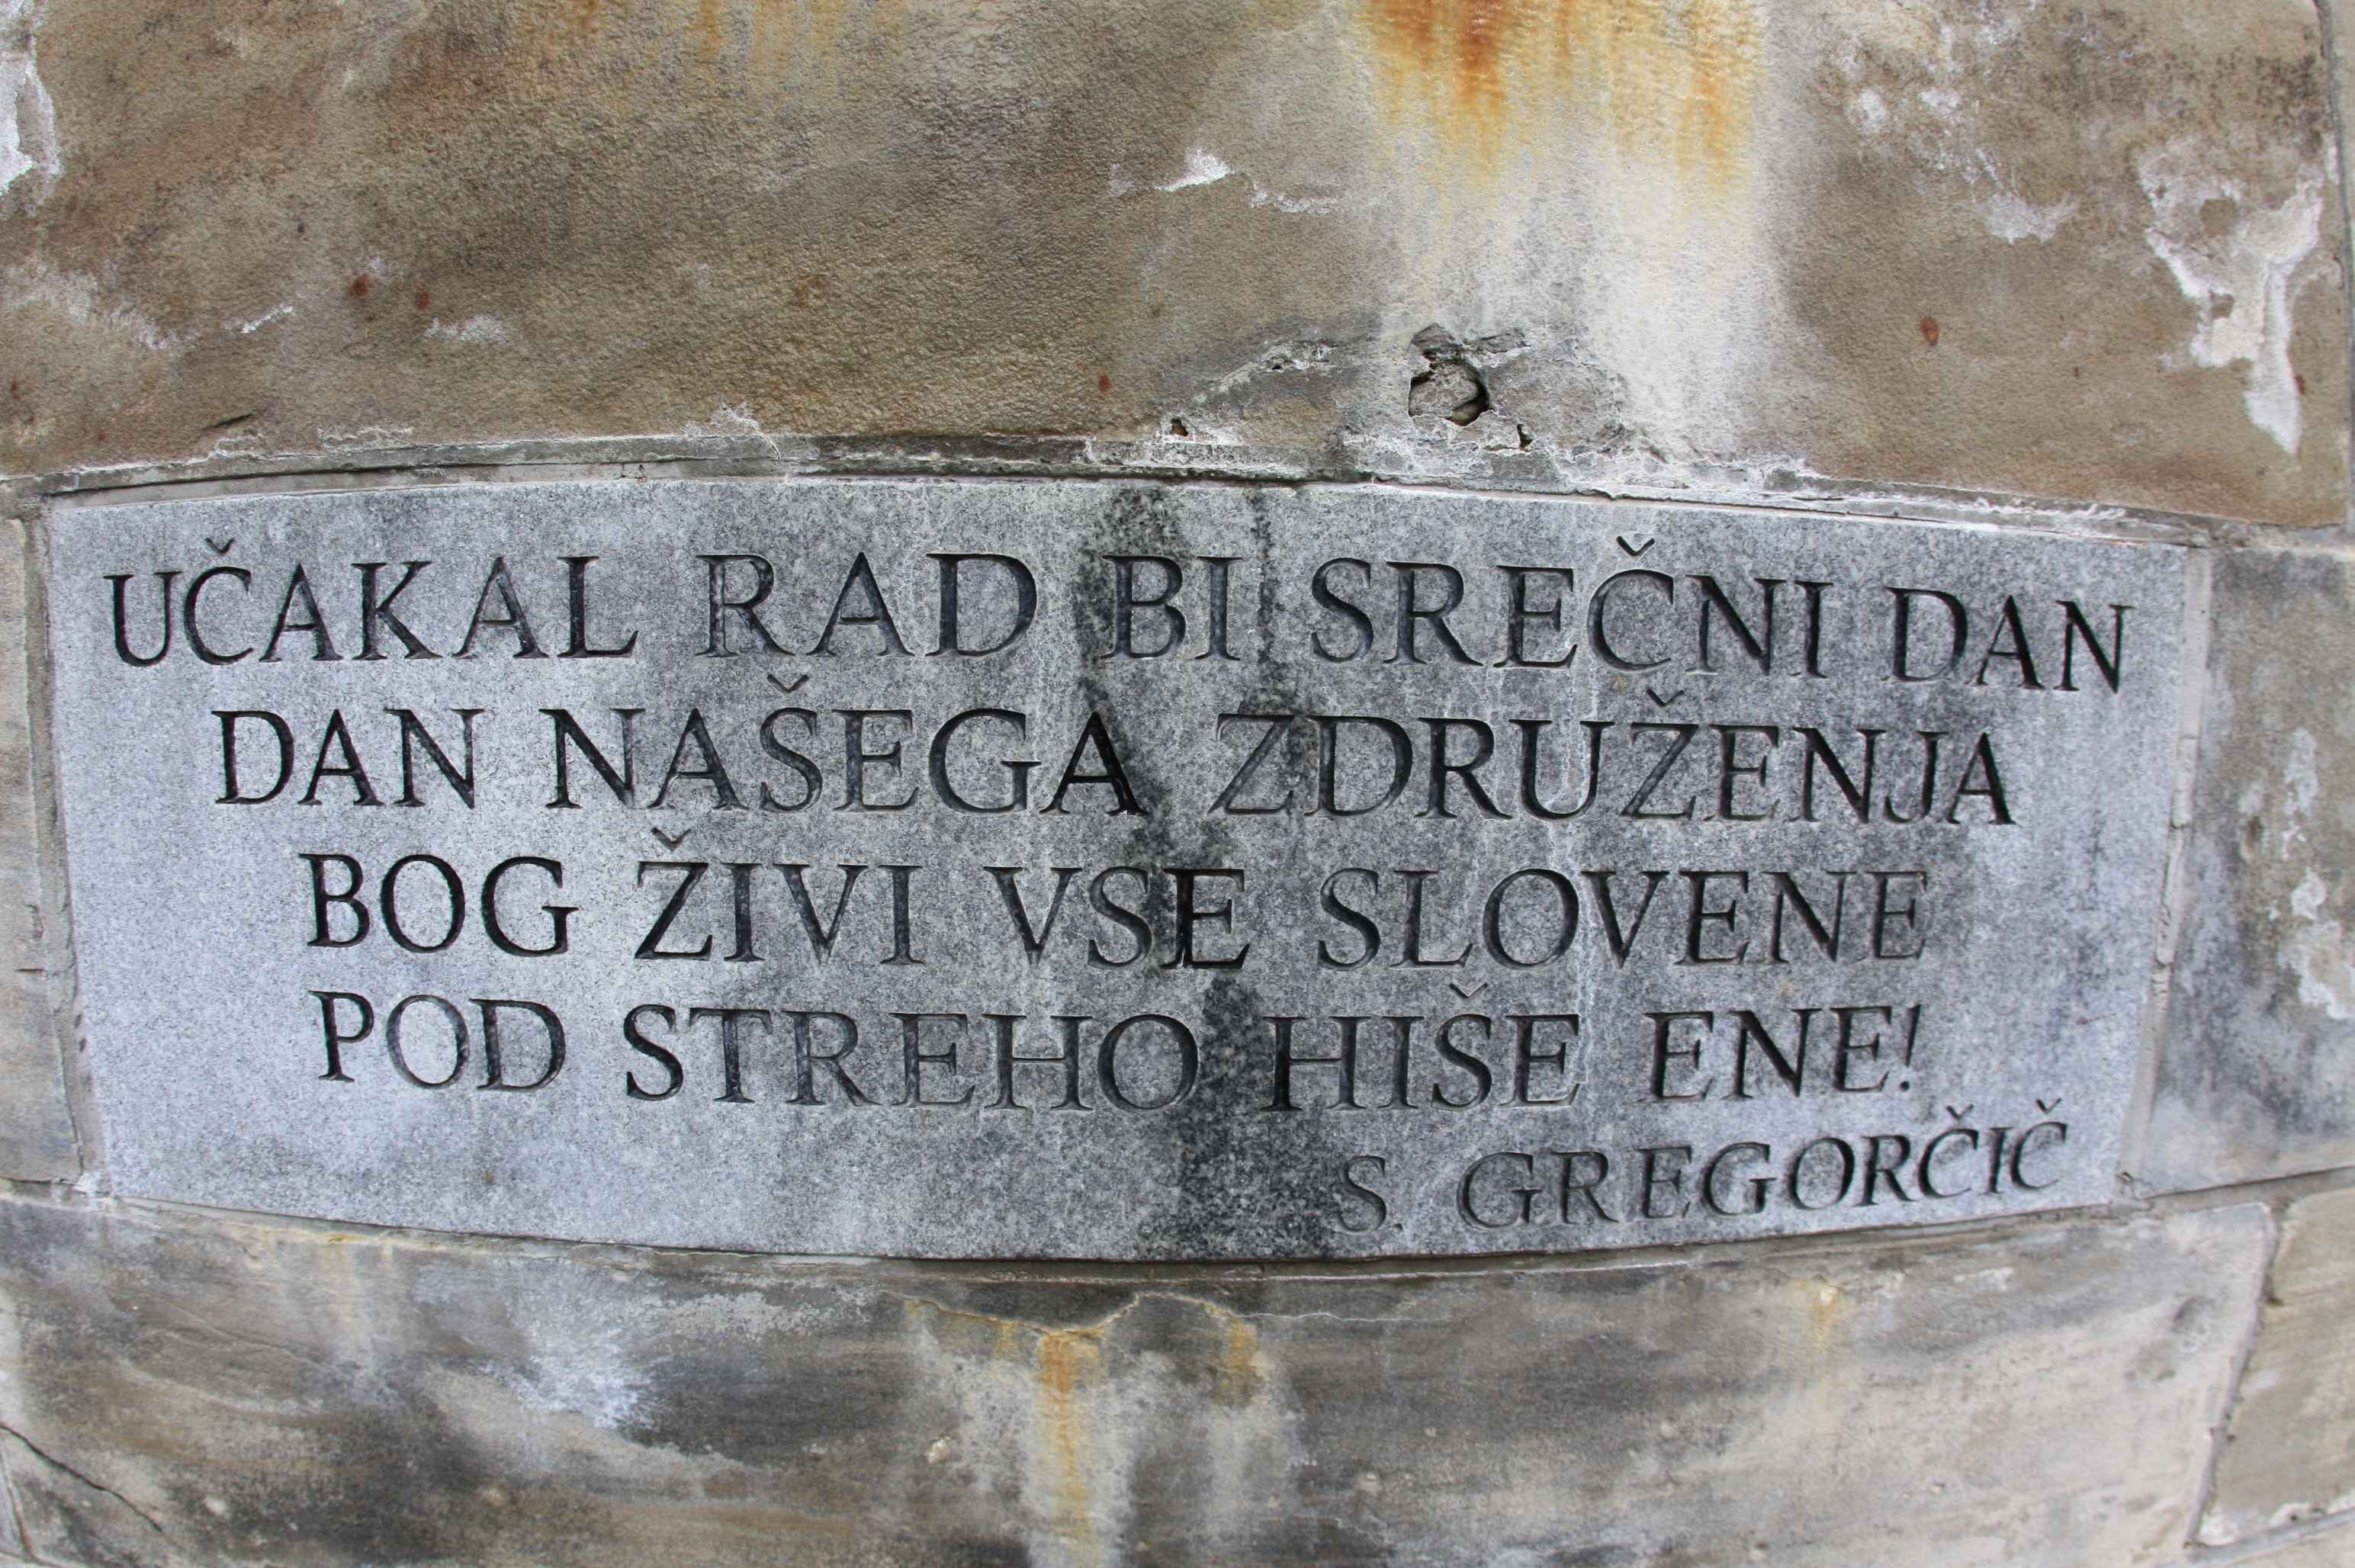 UČAKAL RAD BI SREČNI DAN
DAN NAŠEGA ZDRUŽENJA
BOG ŽIVI VSE SLOVENE
POD STREHO HIŠE ENE!
S. GREGORČIČ